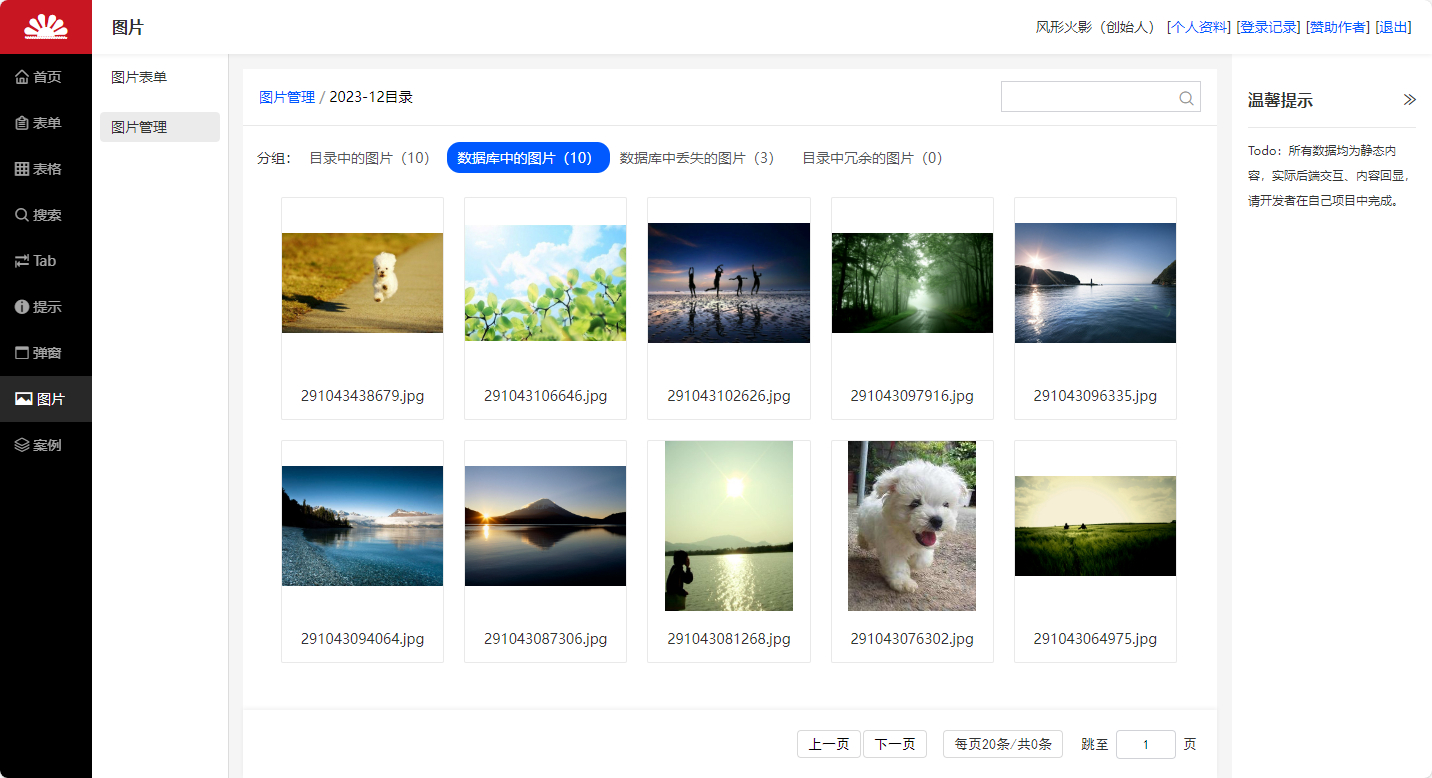 图片
风形火影（创始人） [个人资料] [登录记录] [赞助作者] [退出]
首页
表单
表格
搜索
Tab
提示
弹窗
图片
案例
图片表单
图片管理
图片管理 / 2023-12目录
分组： 目录中的图片（10） 数据库中的图片（10） 数据库中丢失的图片（3） 目录中冗余的图片（0）
291043438679.jpg 291043106646.jpg 291043102626.jpg 291043097916.jpg 291043096335.jpg
291043094064.jpg 291043087306.jpg 291043081268.jpg 291043076302.jpg 291043064975.jpg
上一页 下一页 每页20条/共0条 跳至 1 页
温馨提示
Todo：所有数据均为静态内
容，实际后端交互、内容回显，
请开发者在自己项目中完成。